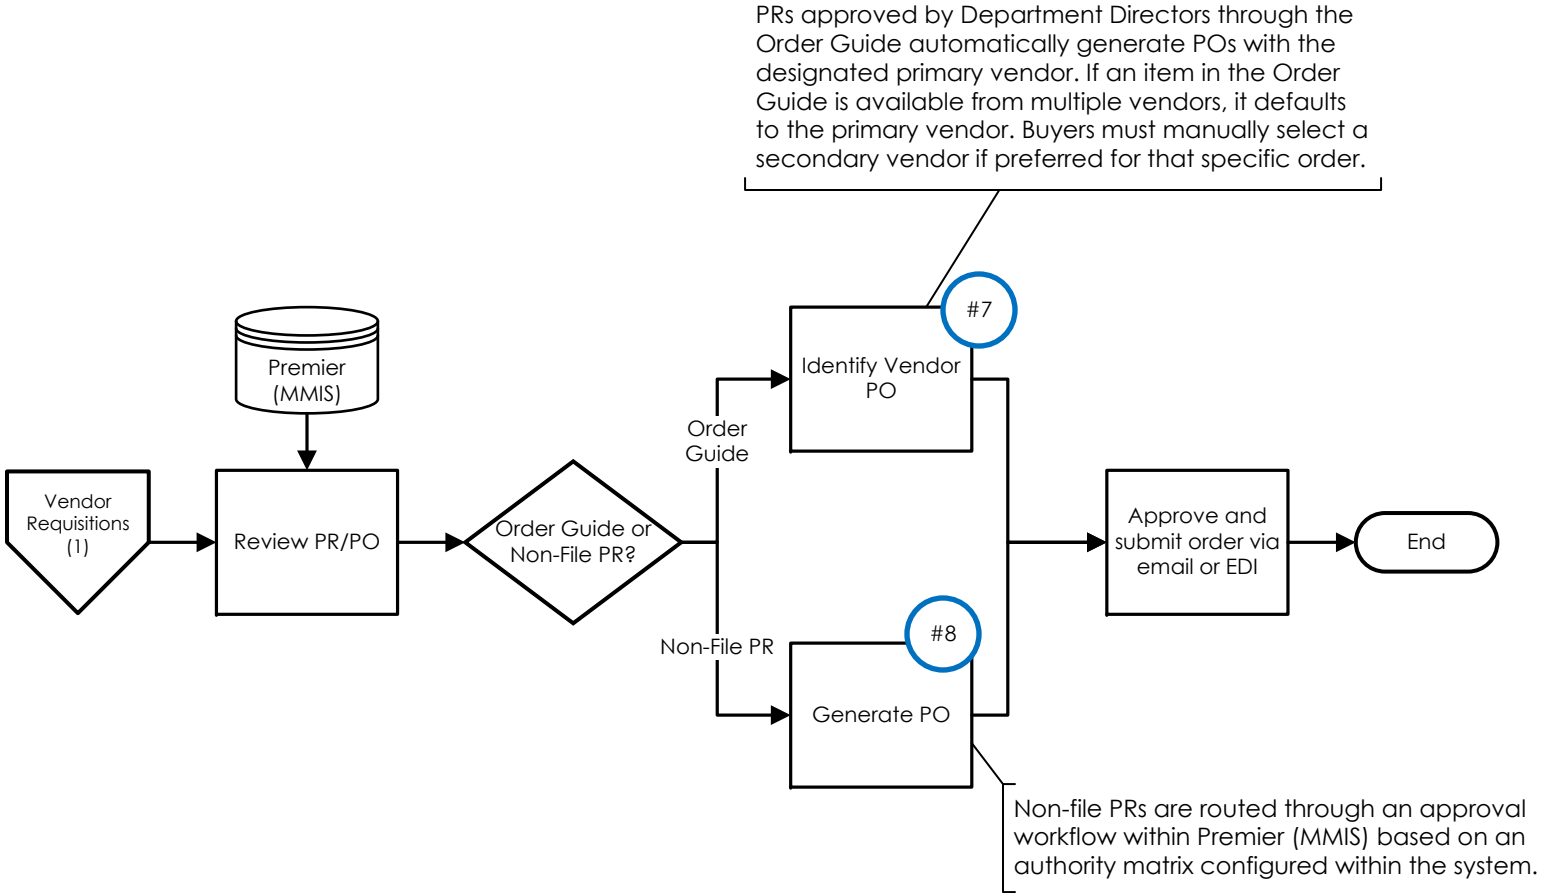 PRs approved by Department Directors through the
Order Guide automatically generate POs with the
designated primary vendor. If an item in the Order
Guide is available from multiple vendors, it defaults
to the primary vendor. Buyers must manually select a
secondary vendor if preferred for that specific order.
#7
Premier
(MMIS)
Identify Vendor
PO
Order
Guide
Vendor
Requisitions
(1)
Review PR/PO
Order Guide or
Non-File PR?
Approve and
submit order via
email or EDI
End
#8
Non-File PR
Generate PO
Non-file PRs are routed through an approval
workflow within Premier (MMIS) based on an
authority matrix configured within the system.